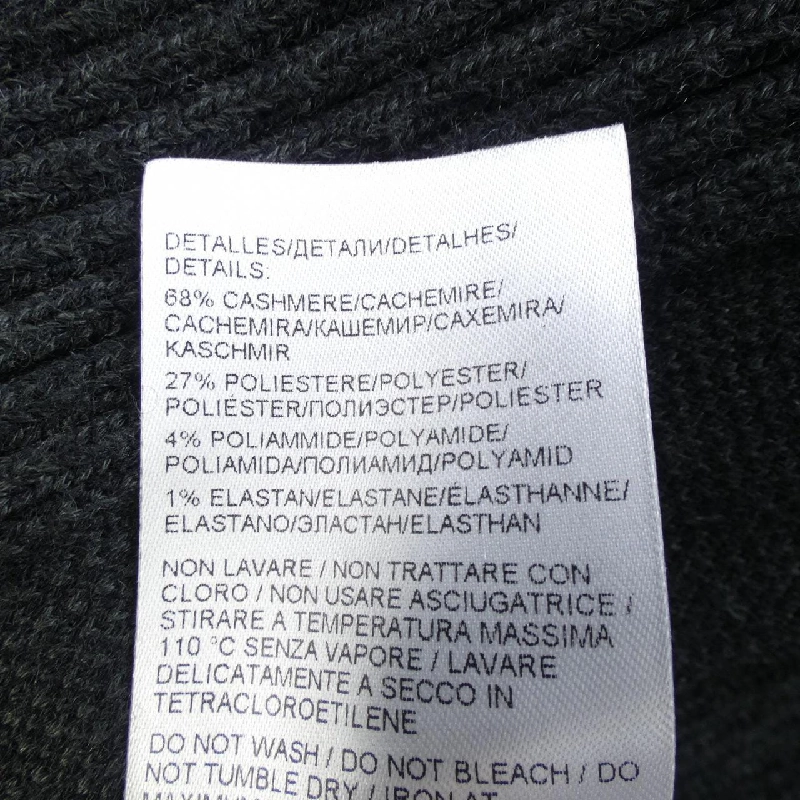 DETALLES/ДЕТАЛИ/DETALHES/
DETAILS:
68% CASHMERE/CACHEMIRE/
CACHEMIRA/КАШЕМИР/CAXEMIRA/
KASCHMIR
27% POLIESTERE/POLYESTER/
POLIÉSTER/ПОЛИЭСТЕР/POLIESTER
4% POLIAMMIDE/POLYAMIDE/
POLIAMIDA/ПОЛИАМИД/POLYAMID
1% ELASTAN/ELASTANE/ÉLASTHANNE/
ELASTANO/ЭЛАСТАН/ELASTHAN
NON LAVARE / NON TRATTARE CON
CLORO / NON USARE ASCIUGATRICE /
STIRARE A TEMPERATURA MASSIMA
110 °C SENZA VAPORE / LAVARE
DELICATAMENTE A SECCO IN
TETRACLOROETILENE
DO NOT WASH / DO NOT BLEACH / DO
NOT TUMBLE DRY / IRON AT
MAXIMUM